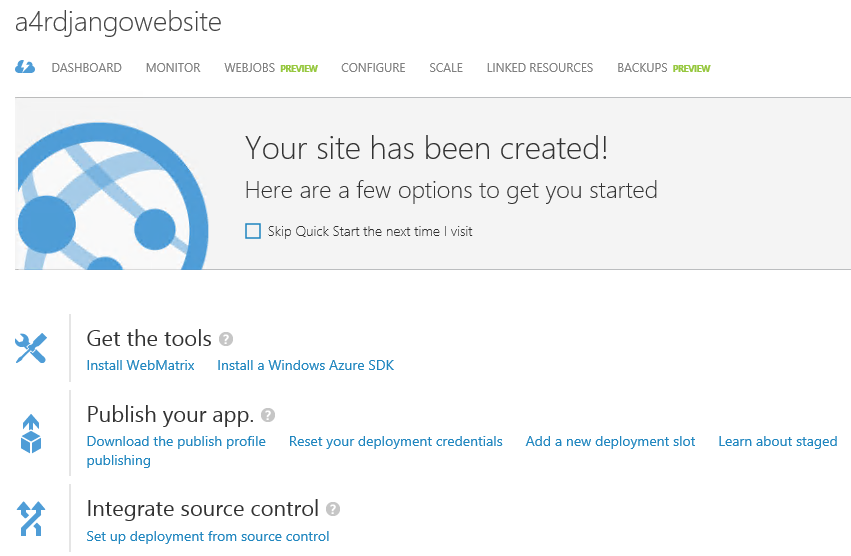 a4rdjangowebsite
DASHBOARD MONITOR WEBJOBS PREVIEW CONFIGURE SCALE LINKED RESOURCES BACKUPS PREVIEW
Your site has been created!
Here are a few options to get you started
Skip Quick Start the next time I visit
Get the tools ?
Install WebMatrix Install a Windows Azure SDK
Publish your app. ?
Download the publish profile Reset your deployment credentials Add a new deployment slot Learn about staged
publishing
Integrate source control ?
Set up deployment from source control